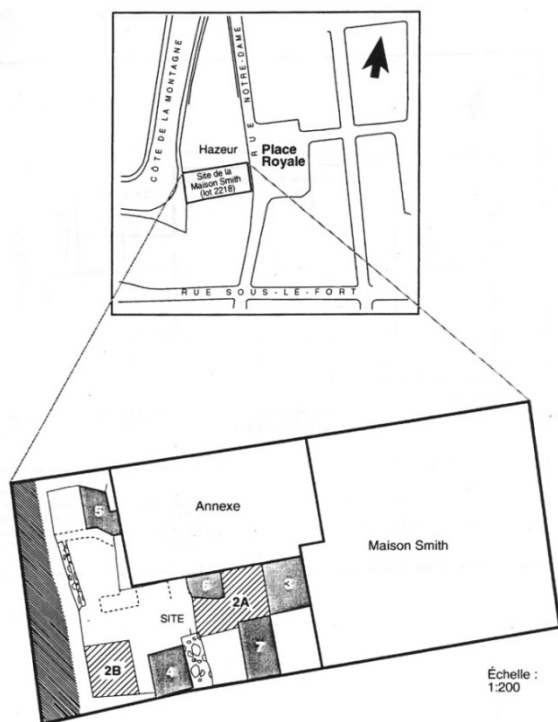 CÔTE DE LA MONTAGNE
RUE NOTRE-DAME
Hazeur
Place
Royale
Site de la
Maison Smith
(lot 2218)
RUE SOUS-LE-FORT
Annexe
Maison Smith
5
6
2A
3
SITE
2B
4
7
Échelle :
1:200